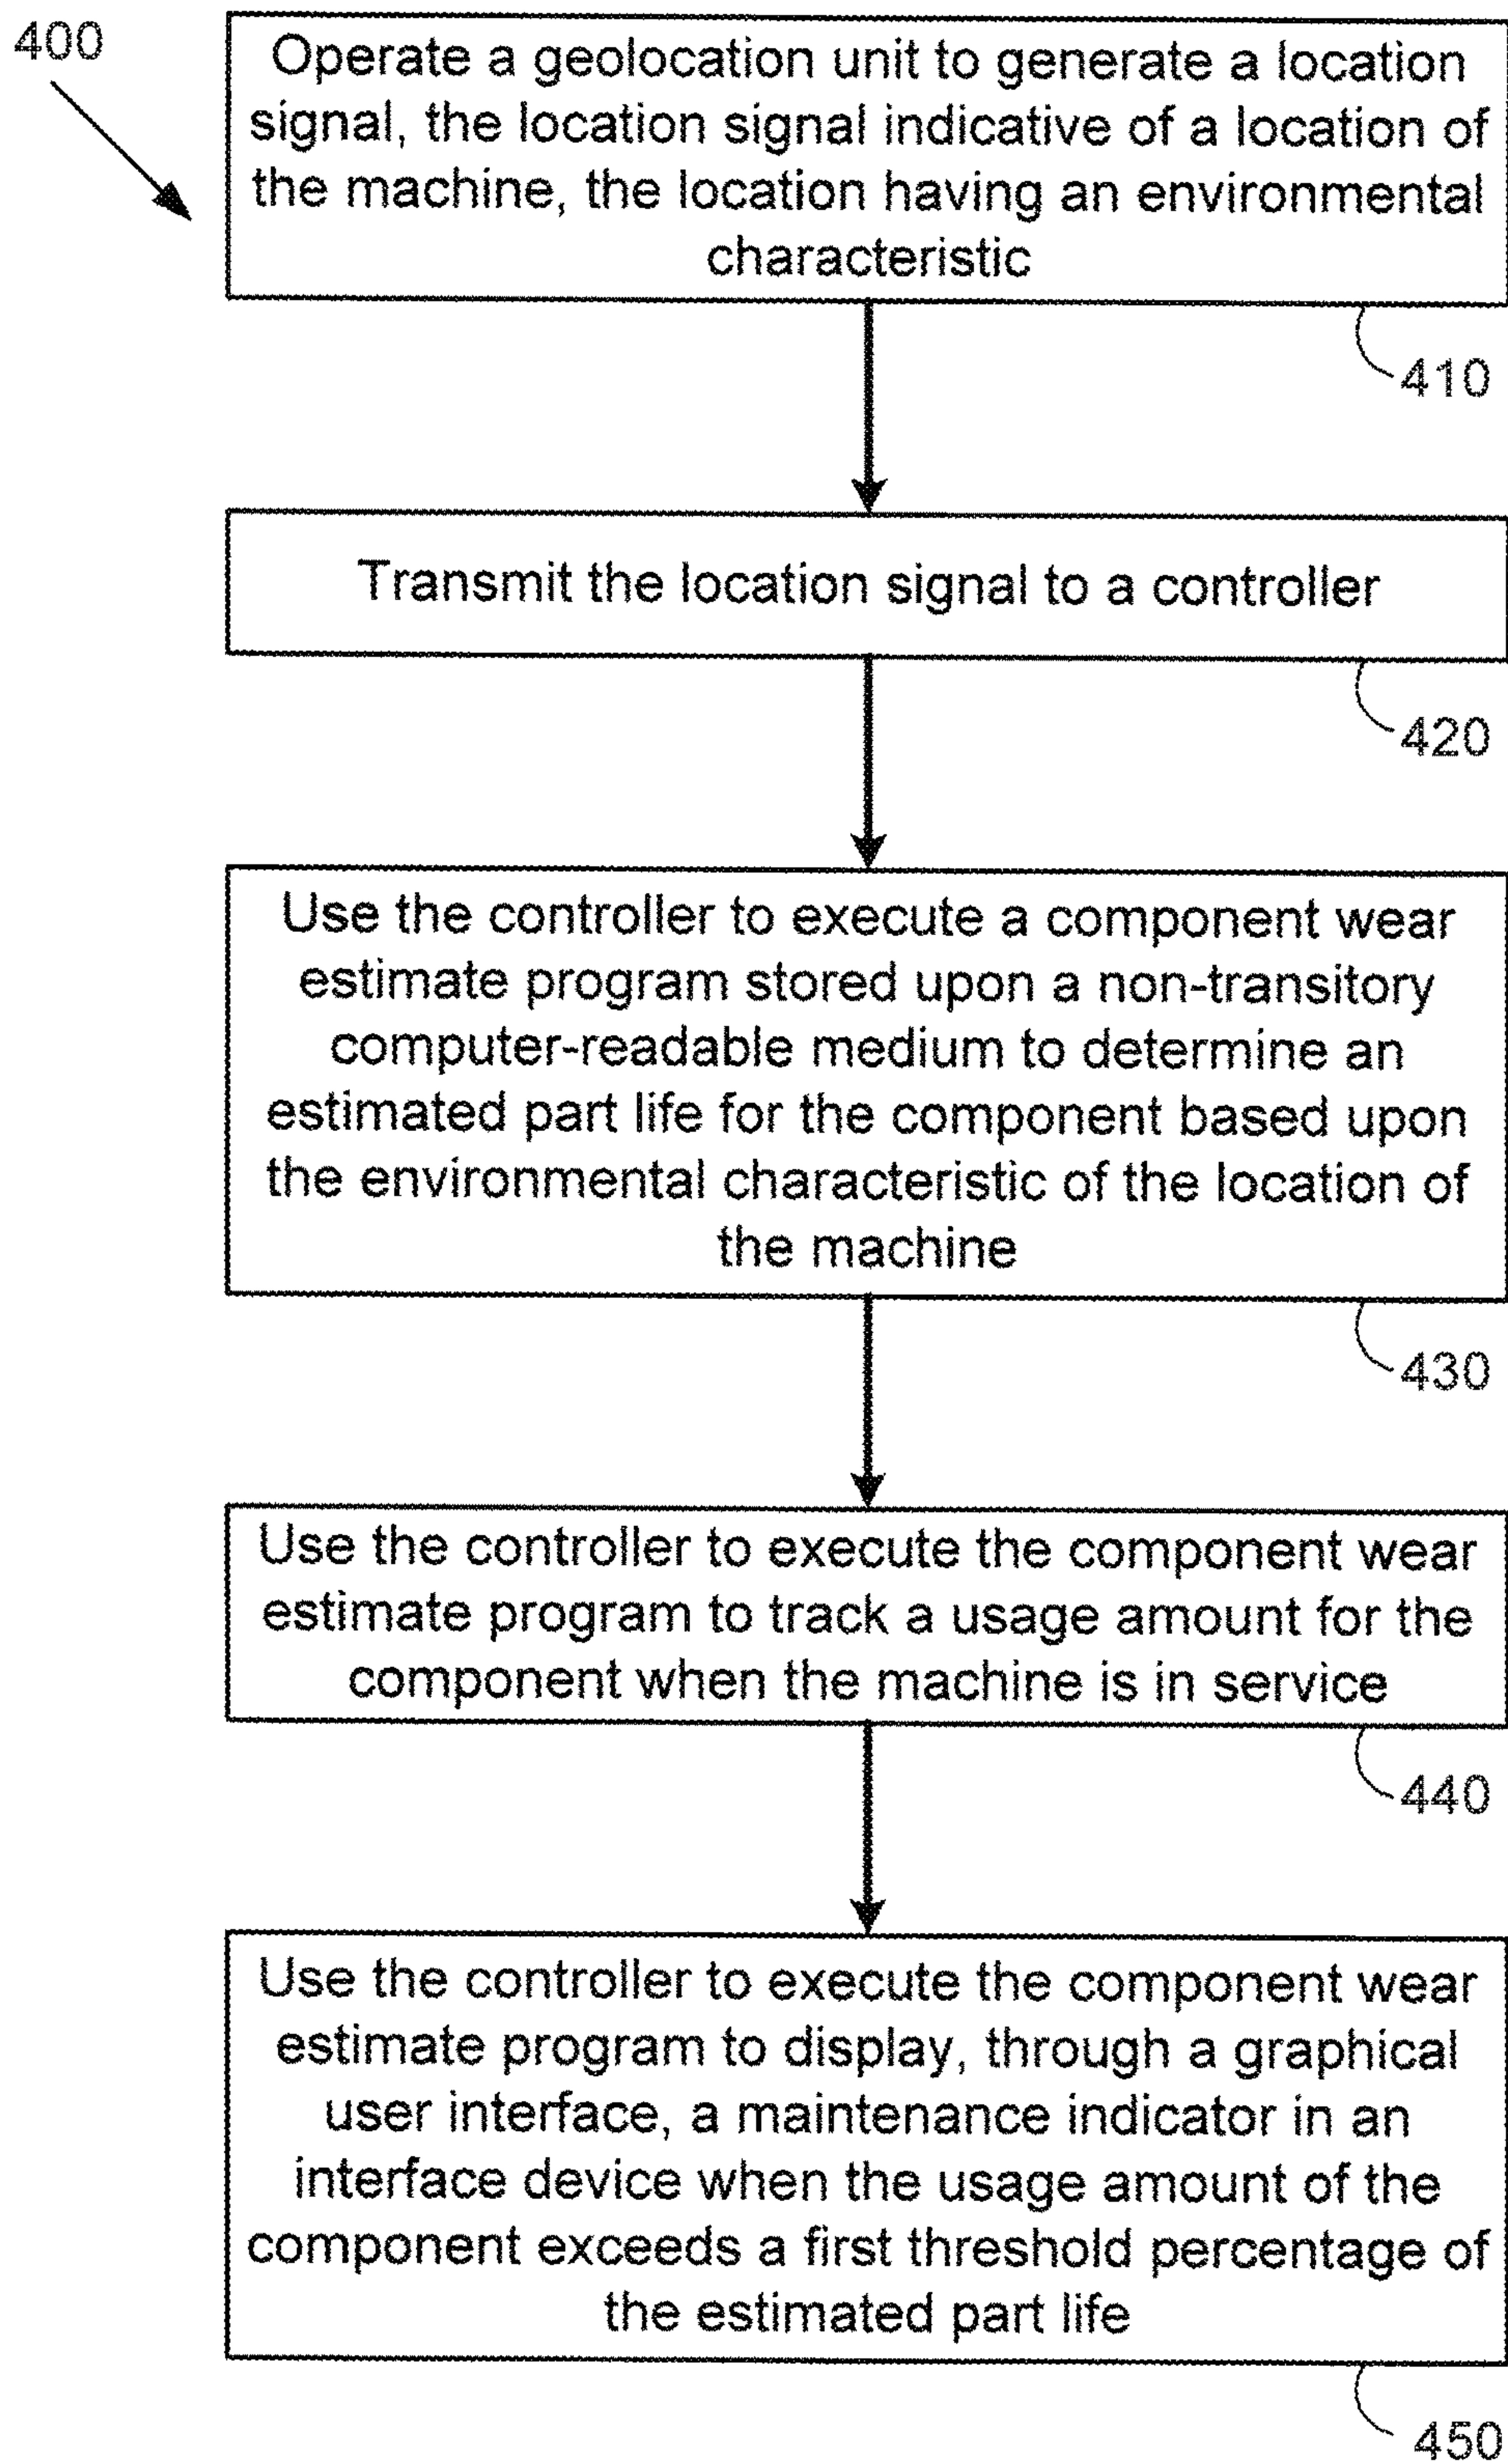 400
Operate a geolocation unit to generate a location
signal, the location signal indicative of a location of
the machine, the location having an environmental
characteristic
410
Transmit the location signal to a controller
420
Use the controller to execute a component wear
estimate program stored upon a non-transitory
computer-readable medium to determine an
estimated part life for the component based upon
the environmental characteristic of the location of
the machine
430
Use the controller to execute the component wear
estimate program to track a usage amount for the
component when the machine is in service
440
Use the controller to execute the component wear
estimate program to display, through a graphical
user interface, a maintenance indicator in an
interface device when the usage amount of the
component exceeds a first threshold percentage of
the estimated part life
450